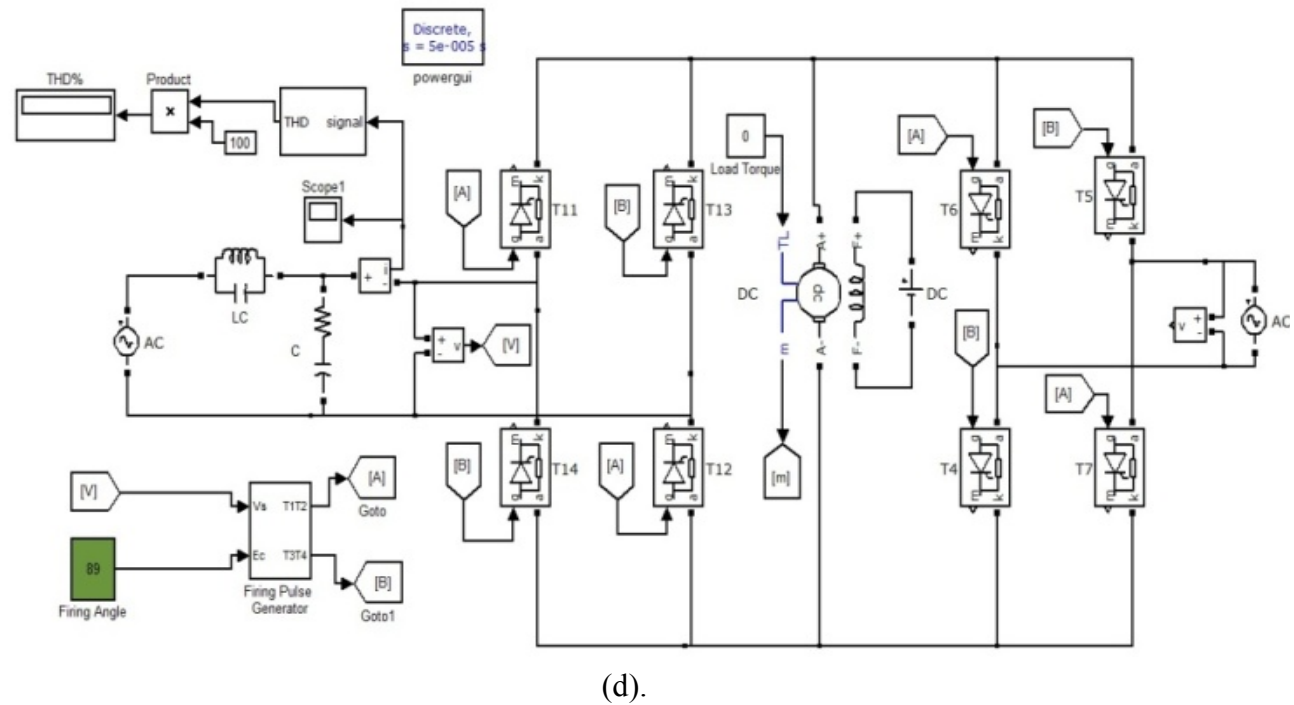 Discrete,
s = 5e-005 s
powergui
THD%
Product
x
100
THD
signal
Scope1
[A]
m
k
g
a
T11
[B]
m
k
g
a
T13
0
Load Torque
TL
m
A+
A-
dc
F+
F-
DC
DC
[m]
[A]
g
a
m
k
T6
[B]
g
a
m
k
T5
AC
LC
C
+
-
i
+
-
v
[V]
v
+
-
AC
[B]
m
k
g
a
T14
[A]
m
k
g
a
T12
[B]
g
a
m
k
T4
[A]
g
a
m
k
T7
[V]
89
Firing Angle
Vs
Ec
T1T2
T3T4
Firing Pulse
Generator
[A]
Goto
[B]
Goto1
(d).